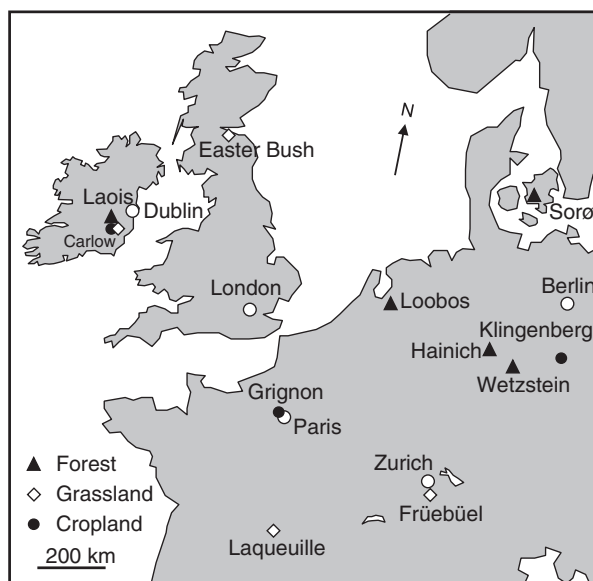 N
Easter Bush
Laois
Dublin
Carlow
Sorø
London
Loobos
Berlin
Klingenberg
Hainich
Wetzstein
Grignon
Paris
Forest
Zurich
Grassland
Früebüel
Cropland
Laqueuille
200 km